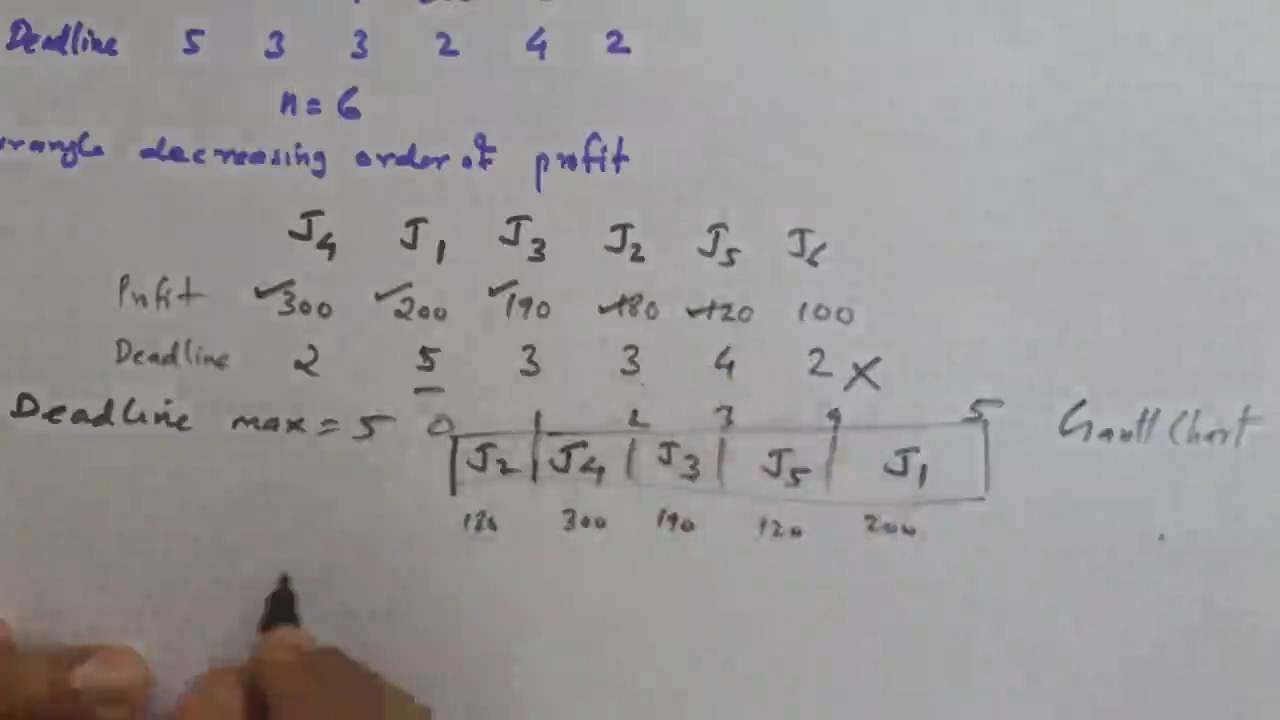 Deadline 5 3 3 2 4 2
n = 6
decreasing order of profit
J4 J1 J3 J2 J5 J6
Profit 300 200 190 180 120 100
Deadline 2 5 3 3 4 2 X
Deadline max = 5 0 1 2 3 4 5 Gantt Chart
J2 J4 J3 J5 J1
180 300 190 120 200